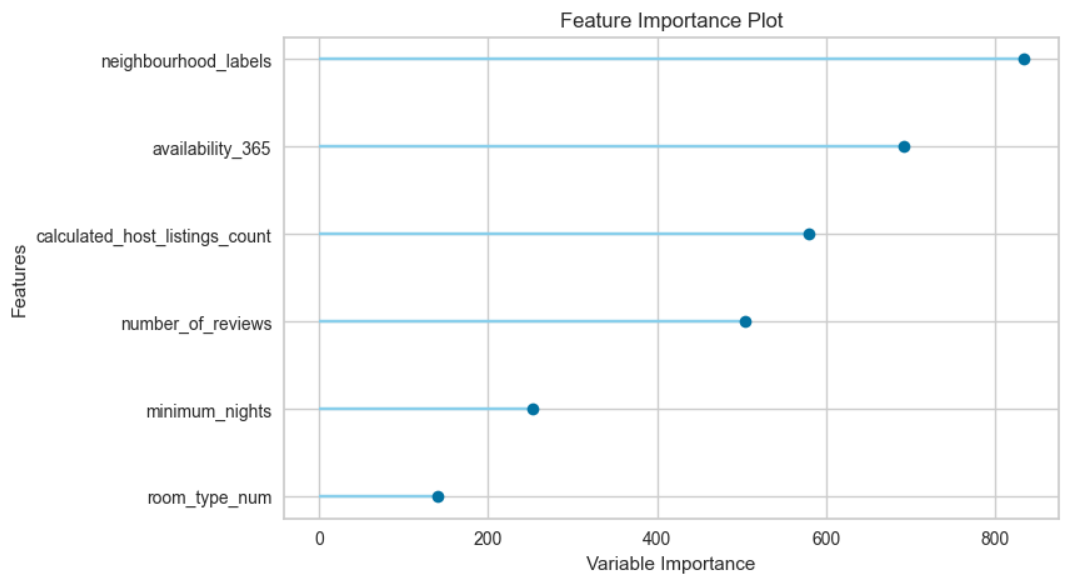 Feature Importance Plot
Features
neighbourhood_labels
availability_365
calculated_host_listings_count
number_of_reviews
minimum_nights
room_type_num
0 200 400 600 800
Variable Importance